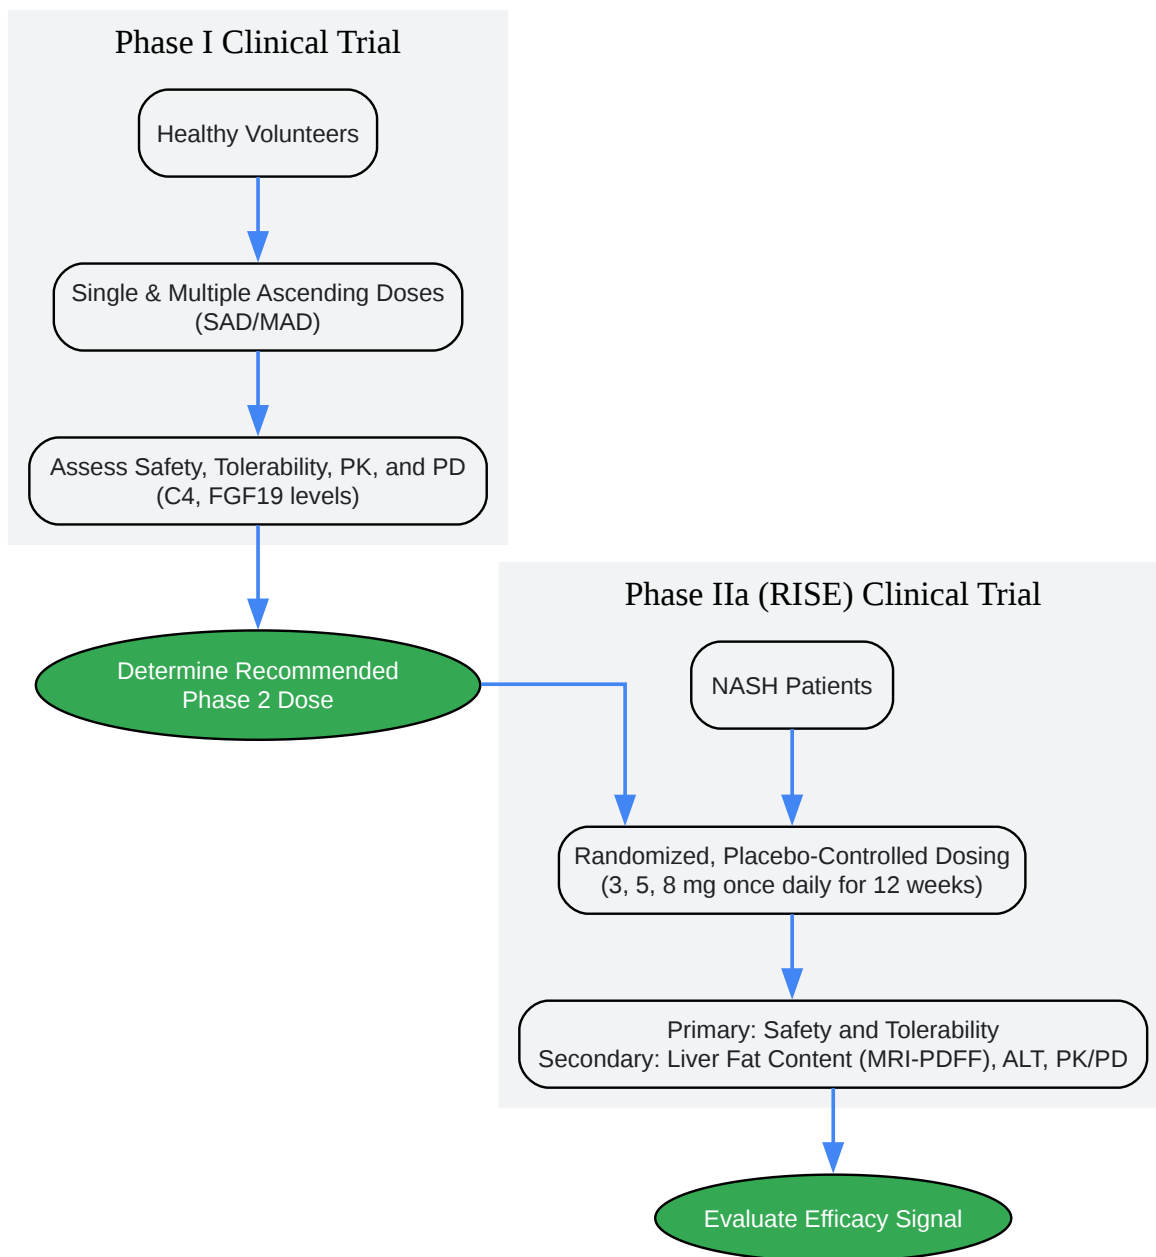 Phase I Clinical Trial
Healthy Volunteers
Single & Multiple Ascending Doses
(SAD/MAD)
Assess Safety, Tolerability, PK, and PD
(C4, FGF19 levels)
Determine Recommended
Phase 2 Dose
Phase IIa (RISE) Clinical Trial
NASH Patients
Randomized, Placebo-Controlled Dosing
(3, 5, 8 mg once daily for 12 weeks)
Primary: Safety and Tolerability
Secondary: Liver Fat Content (MRI-PDFF), ALT, PK/PD
Evaluate Efficacy Signal